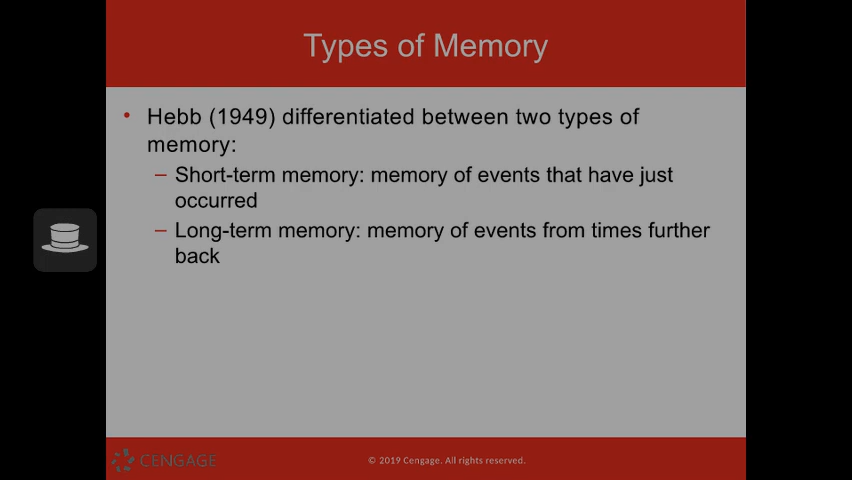 Types of Memory
• Hebb (1949) differentiated between two types of
memory:
– Short-term memory: memory of events that have just
occurred
– Long-term memory: memory of events from times further
back
CENGAGE
© 2019 Cengage. All rights reserved.